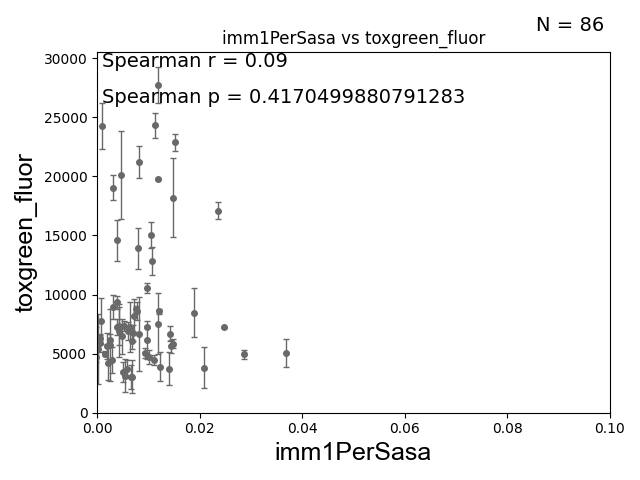 N = 86
imm1PerSasa vs toxgreen_fluor
Spearman r = 0.09
Spearman p = 0.4170499880791283
30000
25000
20000
15000
10000
5000
0
toxgreen_fluor
0.00 0.02 0.04 0.06 0.08 0.10
imm1PerSasa